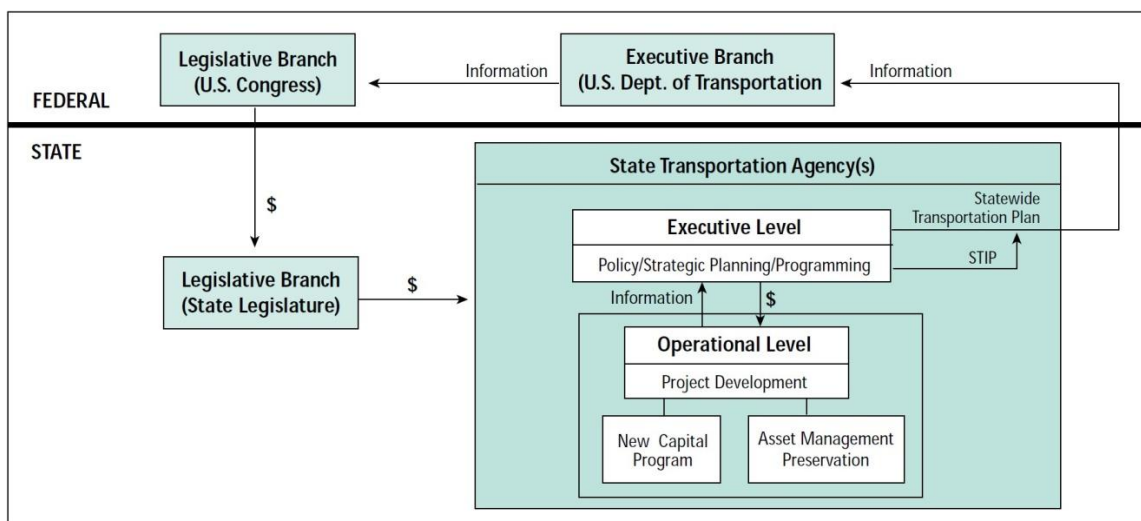 Legislative Branch
(U.S. Congress)
Information
Executive Branch
(U.S. Dept. of Transportation
Information
FEDERAL
STATE
State Transportation Agency(s)
Statewide
Transportation Plan
Executive Level
$
Policy/Strategic Planning/Programming
STIP
Legislative Branch
(State Legislature)
$
Information
$
Operational Level
Project Development
New Capital
Program
Asset Management
Preservation